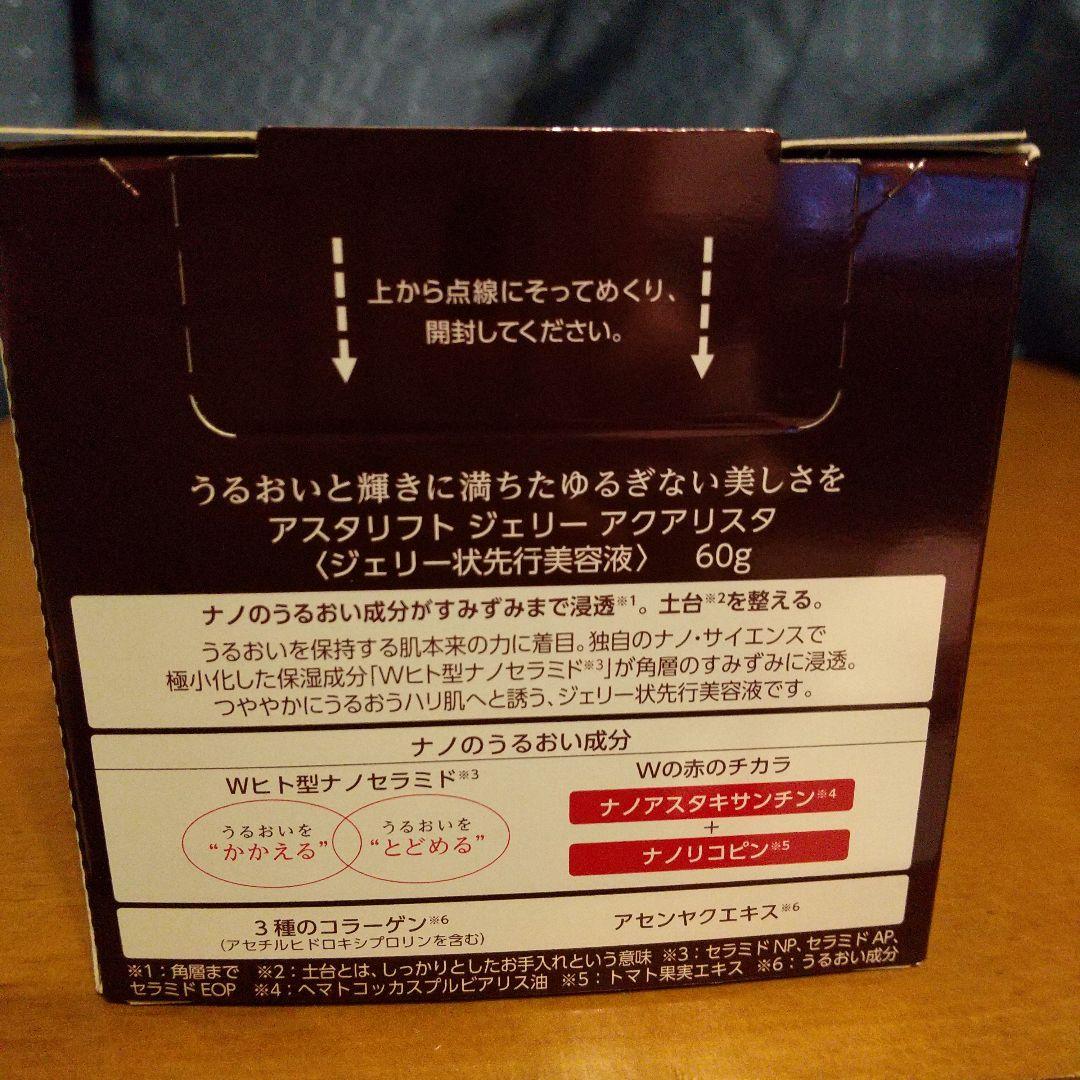 上から点線にそってめくり、
開封してください。
うるおいと輝きに満ちたゆるぎない美しさを
アスタリフト ジェリー アクアリスタ
〈ジェリー状先行美容液〉 60g
ナノのうるおい成分がすみずみまで浸透※1。土台※2を整える。
うるおいを保持する肌本来の力に着目。独自のナノ・サイエンスで
極小化した保湿成分「Wヒト型ナノセラミド※3」が角層のすみずみに浸透。
つややかにうるおうハリ肌へと誘う、ジェリー状先行美容液です。
ナノのうるおい成分
Wヒト型ナノセラミド※3
うるおいを
“かかえる”
うるおいを
“とどめる”
Wの赤のチカラ
ナノアスタキサンチン※4
+
ナノリコピン※5
3種のコラーゲン※6
(アセチルヒドロキシプロリンを含む)
アセンヤクエキス※6
※1：角層まで ※2：土台とは、しっかりとしたお手入れという意味 ※3：セラミドNP、セラミドAP、
セラミドEOP ※4：ヘマトコッカスプルビアリス油 ※5：トマト果実エキス ※6：うるおい成分